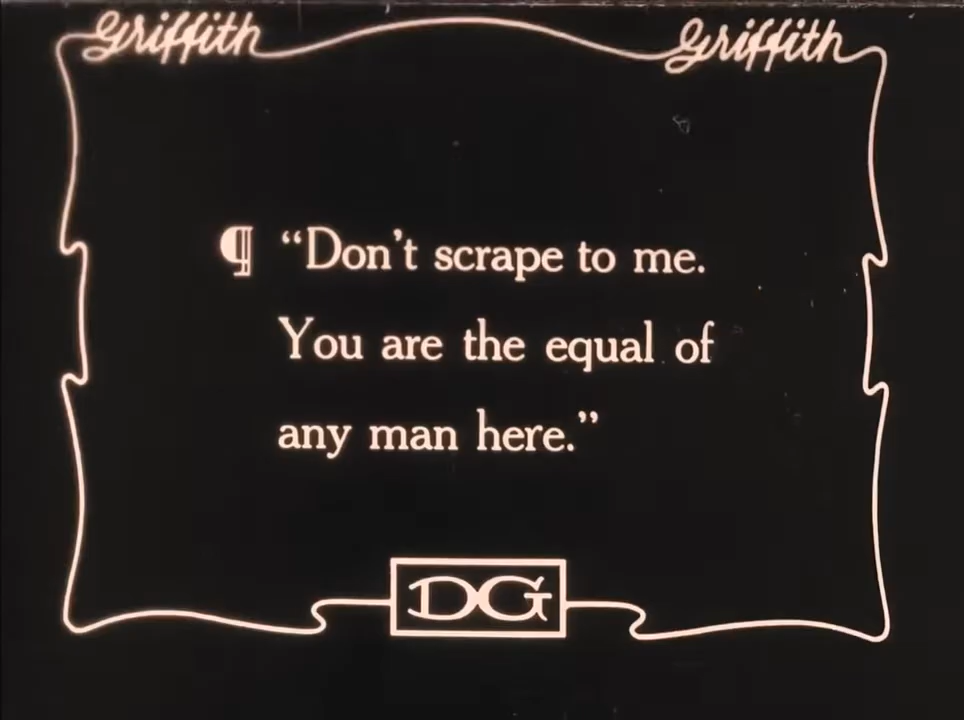 Griffith Griffith
¶ “Don’t scrape to me.
You are the equal of
any man here.”
DG